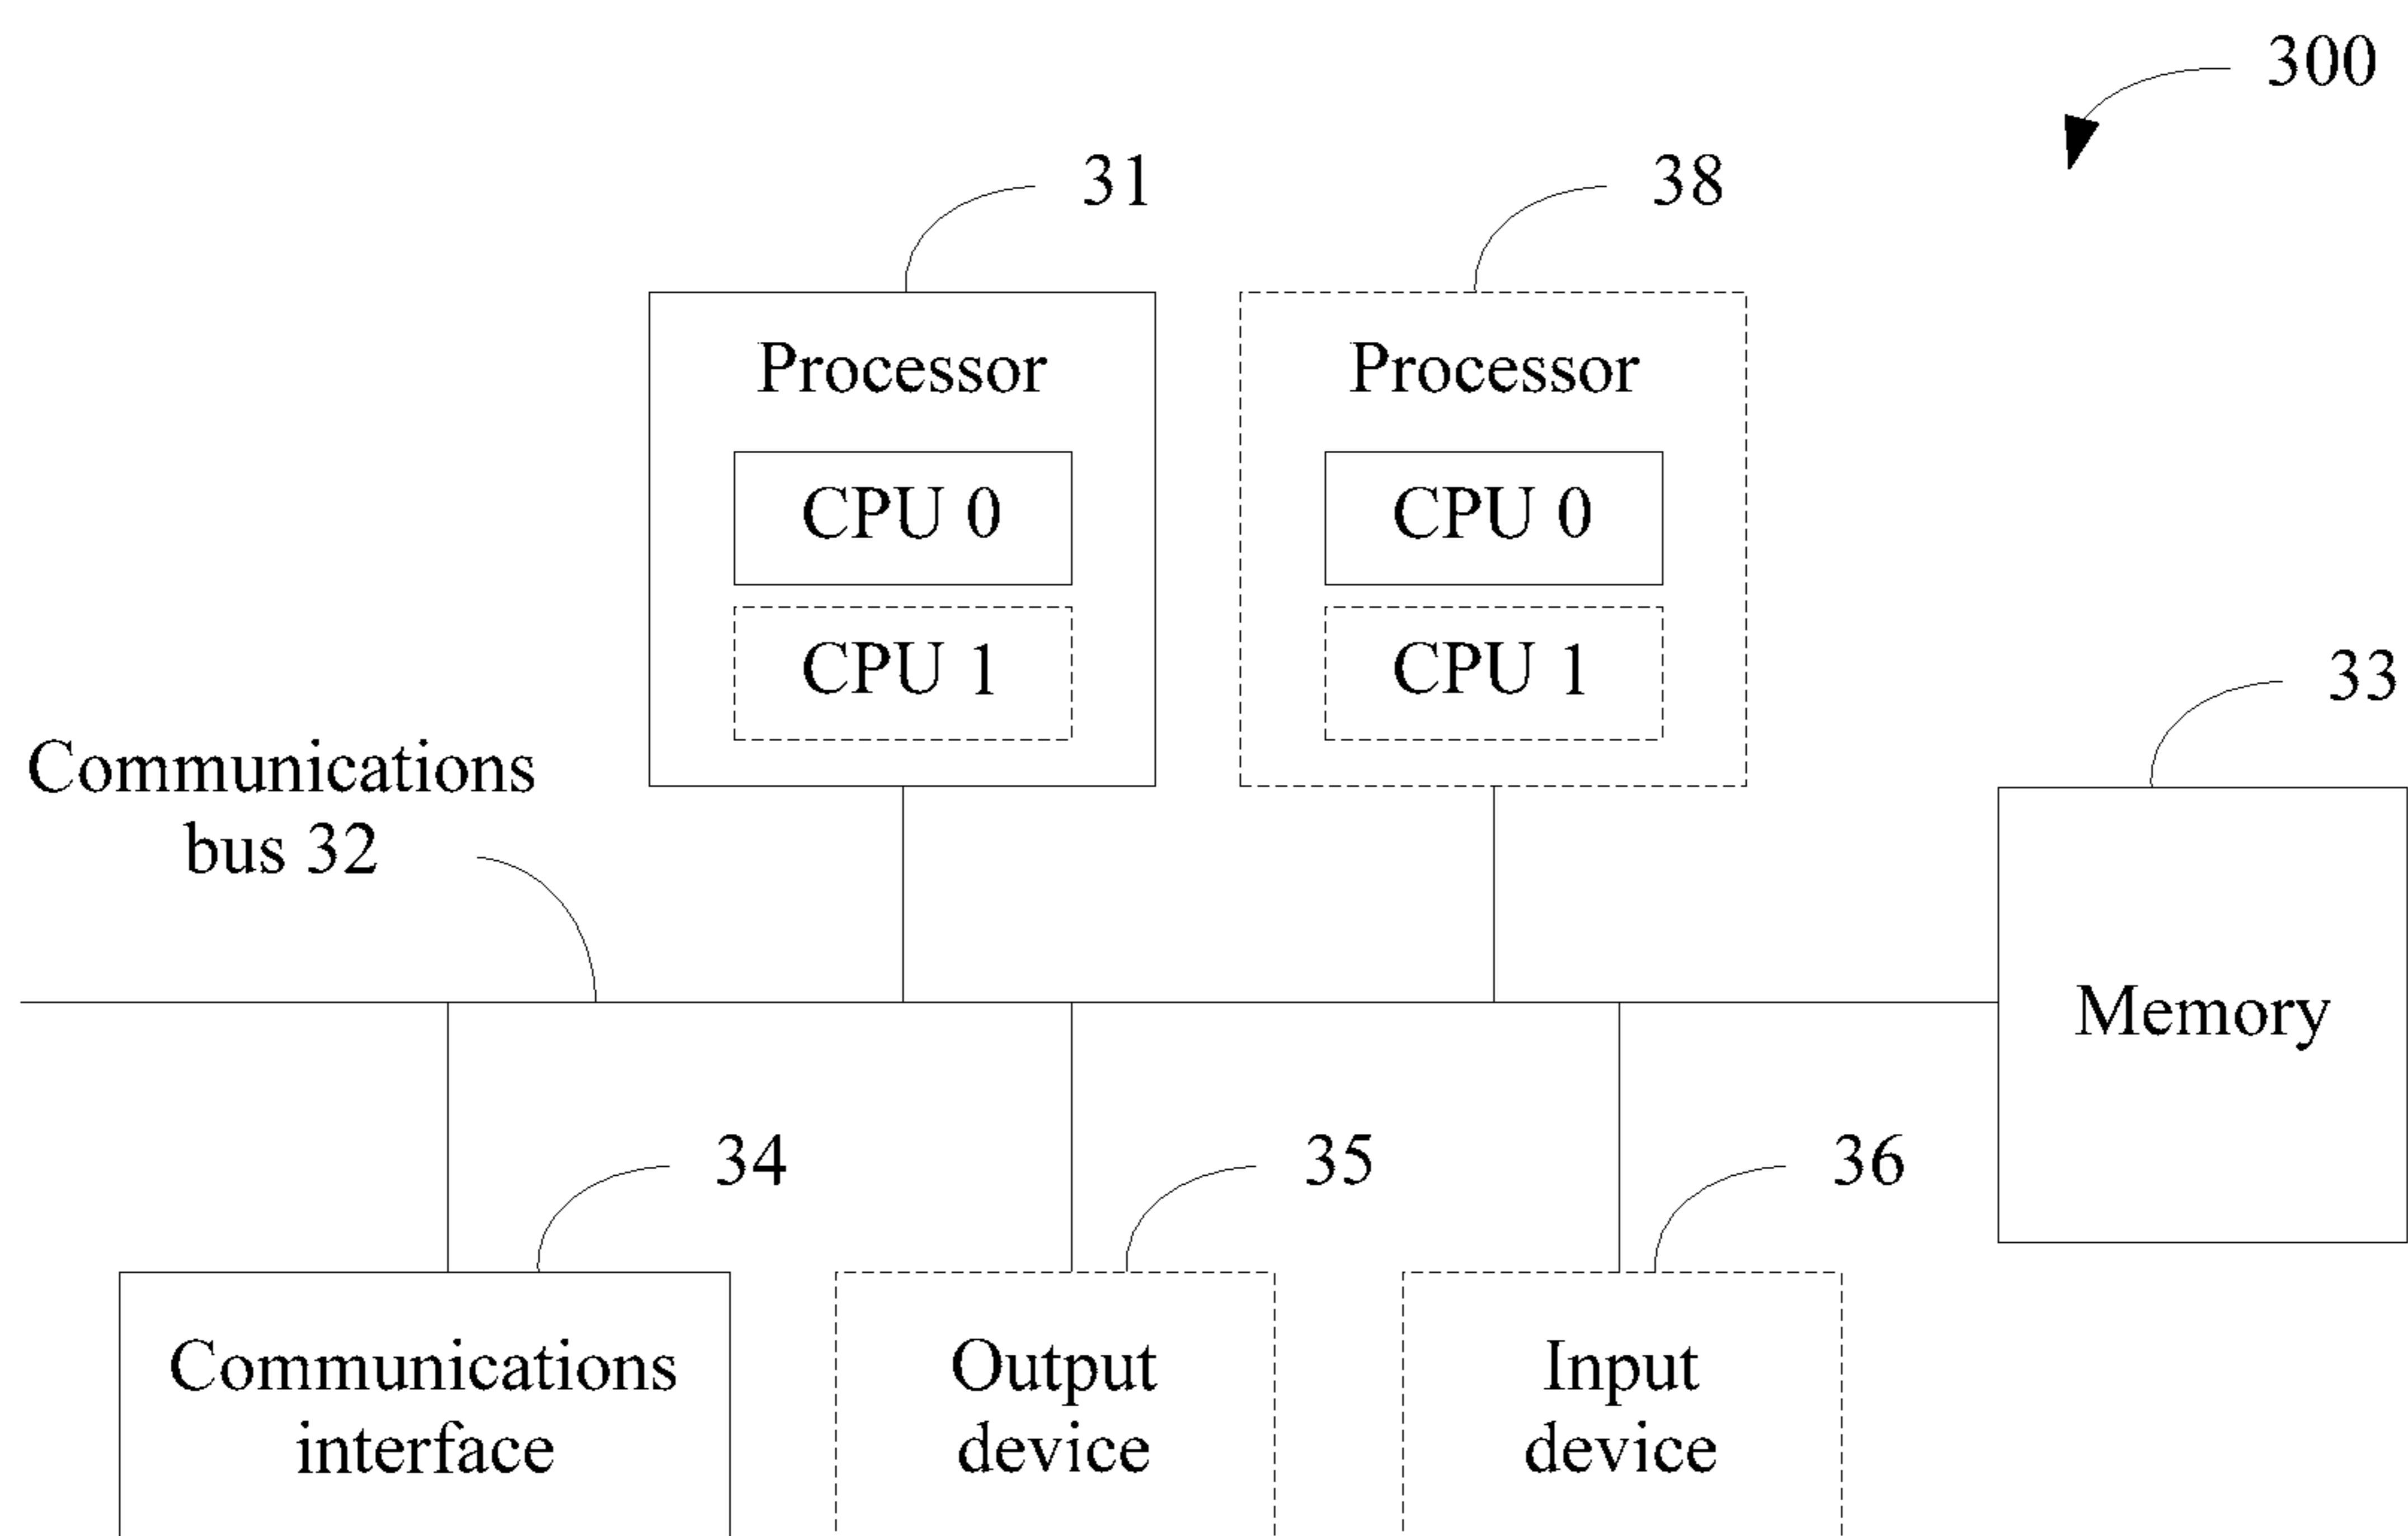 300
31
38
Processor
Processor
CPU 0
CPU 0
CPU 1
CPU 1
33
Communications
bus 32
Memory
34
35
36
Communications
interface
Output
device
Input
device